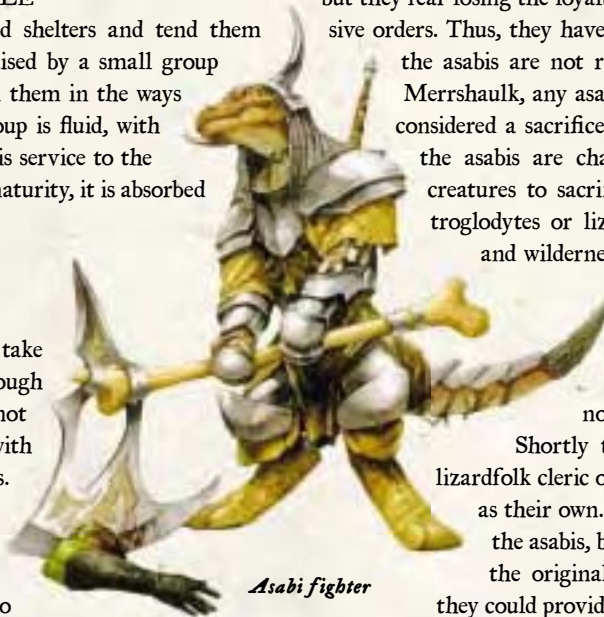 d shelters and tend them
ised by a small group
them in the ways
oup is fluid, with
is service to the
naturity, it is absorbed
take
ough
not
with
s.
o
but they fear losing the loyal
sive orders. Thus, they have
the asabis are not r
Merrshaulk, any asa
considered a sacrifice
the asabis are cha
creatures to sacri
troglodytes or liz
and wilderne
no
Shortly t
lizardfolk cleric o
as their own.
the asabis, b
the original
they could provid
Asabi fighter